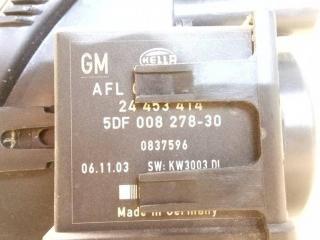 GM HELLA
AFL
24 453 414
5DF 008 278-30
0837596
06.11.03 SW: KW3003 DL
Made in Germany